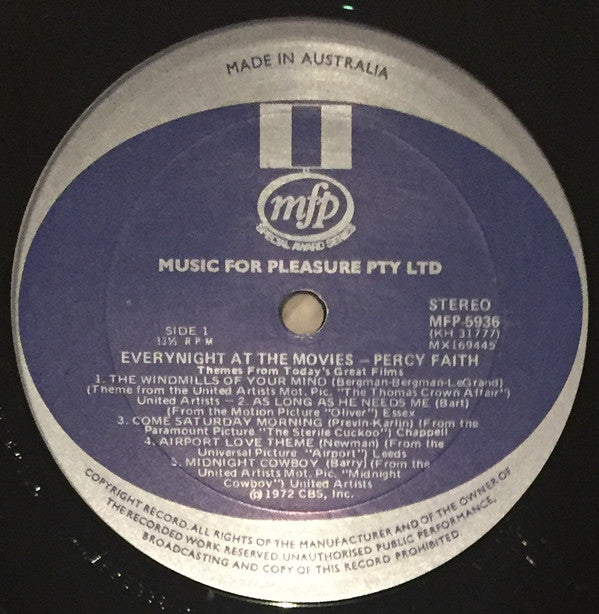 MADE IN AUSTRALIA
mfp
SPECIAL AWARD SERIES
MUSIC FOR PLEASURE PTY LTD
STEREO
MFP-5936
(KH 31777)
MX169445
SIDE 1
33⅓ RPM
EVERYNIGHT AT THE MOVIES – PERCY FAITH
Themes From Today's Great Films
1. THE WINDMILLS OF YOUR MIND (Bergman-Bergman-LeGrand)
(Theme from the United Artists Mot. Pic. "The Thomas Crown Affair")
United Artists – 2. AS LONG AS HE NEEDS ME (Bart)
(From the Motion Picture "Oliver") Essex
3. COME SATURDAY MORNING (Previn-Karlin) (From the
Paramount Picture "The Sterile Cuckoo") Chappell
4. AIRPORT LOVE THEME (Newman) (From the
Universal Picture "Airport") Leeds
5. MIDNIGHT COWBOY (Barry) (From the
United Artists Mot. Pic. "Midnight
Cowboy") United Artists
℗ 1972 CBS, Inc.
COPYRIGHT RECORD. ALL RIGHTS OF THE MANUFACTURER AND OF THE OWNER OF
THE RECORDED WORK RESERVED. UNAUTHORISED PUBLIC PERFORMANCE,
BROADCASTING AND COPY OF THIS RECORD PROHIBITED